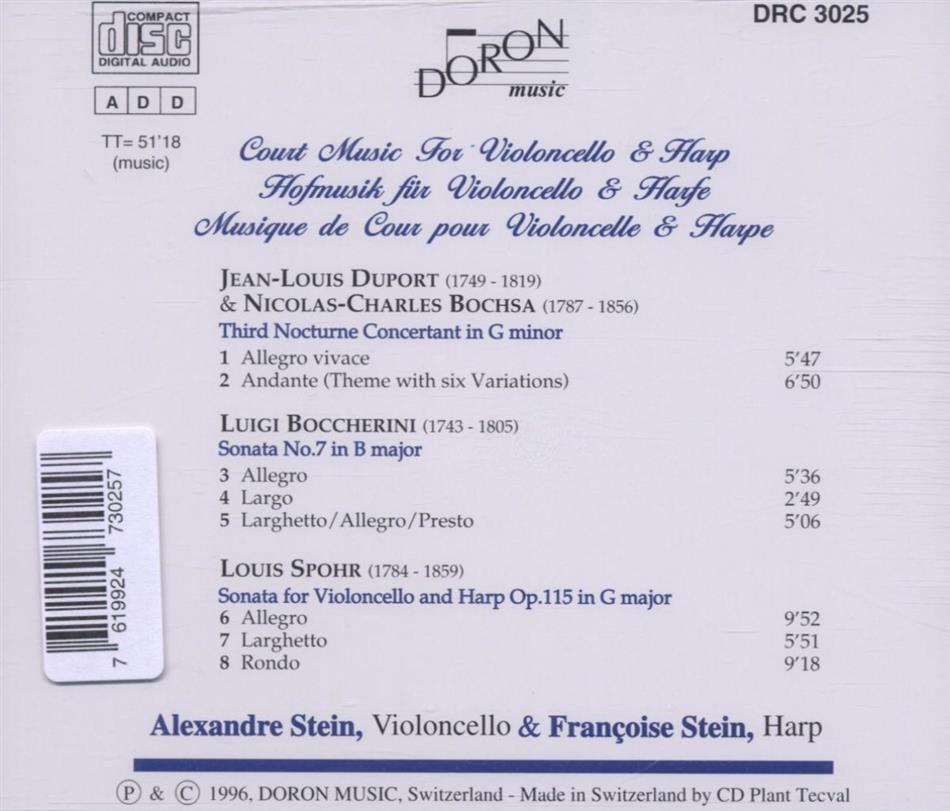 COMPACT
disc
DIGITAL AUDIO
DRC 3025
DORON
music
A D D
TT= 51'18
(music)
Court Music For Violoncello & Harp
Hofmusik für Violoncello & Harfe
Musique de Cour pour Violoncelle & Harpe
JEAN-LOUIS DUPORT (1749 - 1819)
& NICOLAS-CHARLES BOCHSA (1787 - 1856)
Third Nocturne Concertant in G minor
1 Allegro vivace 5'47
2 Andante (Theme with six Variations) 6'50
LUIGI BOCCHERINI (1743 - 1805)
Sonata No.7 in B major
3 Allegro 5'36
4 Largo 2'49
5 Larghetto/Allegro/Presto 5'06
LOUIS SPOHR (1784 - 1859)
Sonata for Violoncello and Harp Op.115 in G major
6 Allegro 9'52
7 Larghetto 5'51
8 Rondo 9'18
7 619924 730257
Alexandre Stein, Violoncello & Françoise Stein, Harp
Ⓟ & © 1996, DORON MUSIC, Switzerland - Made in Switzerland by CD Plant Tecval